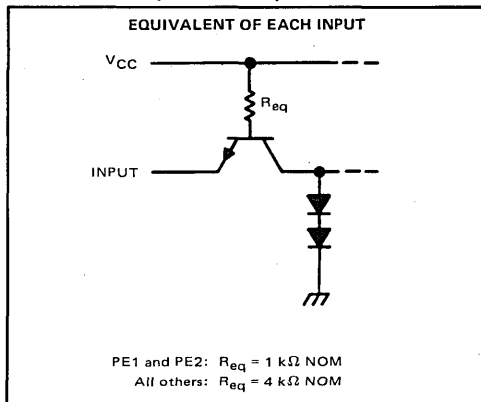 EQUIVALENT OF EACH INPUT
VCC
Req
INPUT
PE1 and PE2: Req = 1 kΩ NOM
All others: Req = 4 kΩ NOM